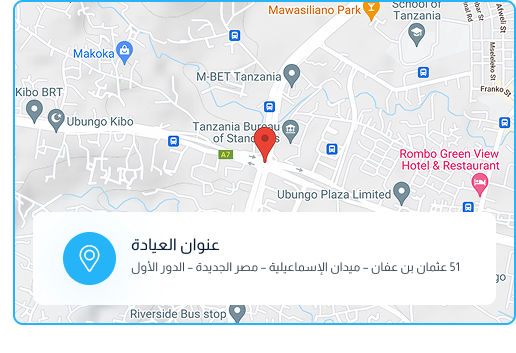 Mawasiliano Park
School of
Tanzania
Makoka
M-BET Tanzania
Kibo BRT
Ubungo Kibo
Tanzania Bureau
of Standards
A7
Rombo Green View
Hotel & Restaurant
Ubungo Plaza Limited
Mseleleko St
Franko St
عنوان العيادة
51 عثمان بن عفان – ميدان الإسماعيلية – مصر الجديدة – الدور الأول
Riverside Bus stop